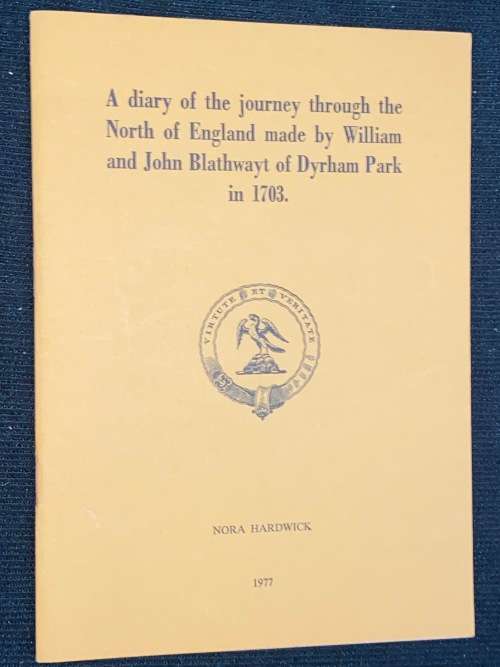 A diary of the journey through the
North of England made by William
and John Blathwayt of Dyrham Park
in 1703.
VIRTUTE ET VERITATE
NORA HARDWICK
1977